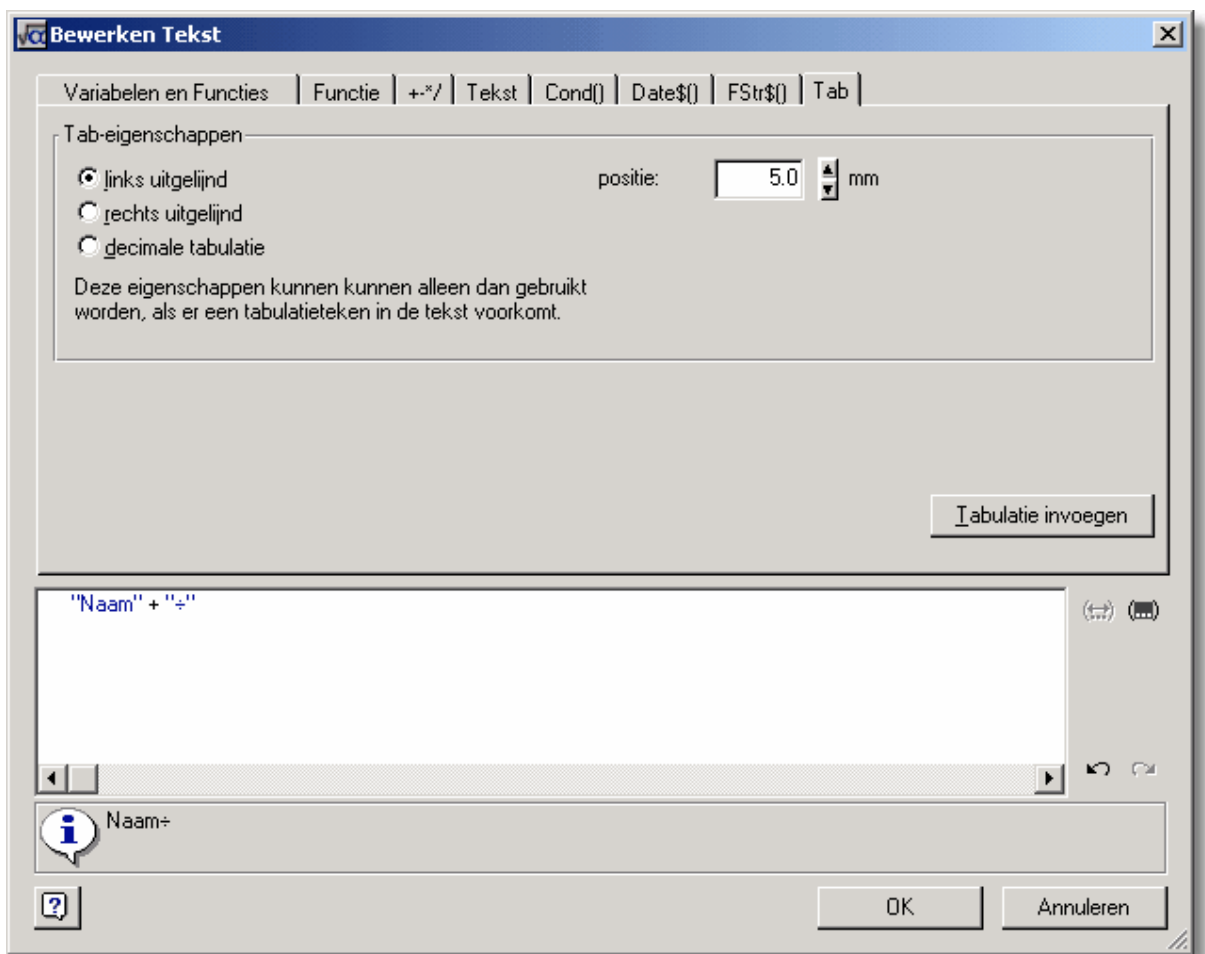 Bewerken Tekst
Variabelen en Functies Functie +-*/ Tekst Cond() Date$() FStr$() Tab
Tab-eigenschappen
links uitgelijnd positie: 5.0 mm
rechts uitgelijnd
decimale tabulatie
Deze eigenschappen kunnen kunnen alleen dan gebruikt
worden, als er een tabulatieteken in de tekst voorkomt.
Tabulatie invoegen
"Naam" + "÷"
Naam÷
OK Annuleren